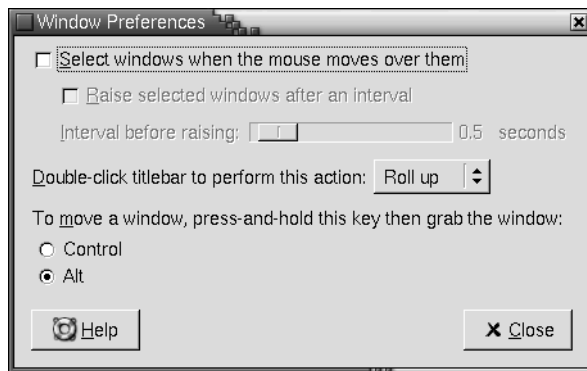 Window Preferences
Select windows when the mouse moves over them
Raise selected windows after an interval
Interval before raising: 0.5 seconds
Double-click titlebar to perform this action: Roll up
To move a window, press-and-hold this key then grab the window:
Control
Alt
Help Close